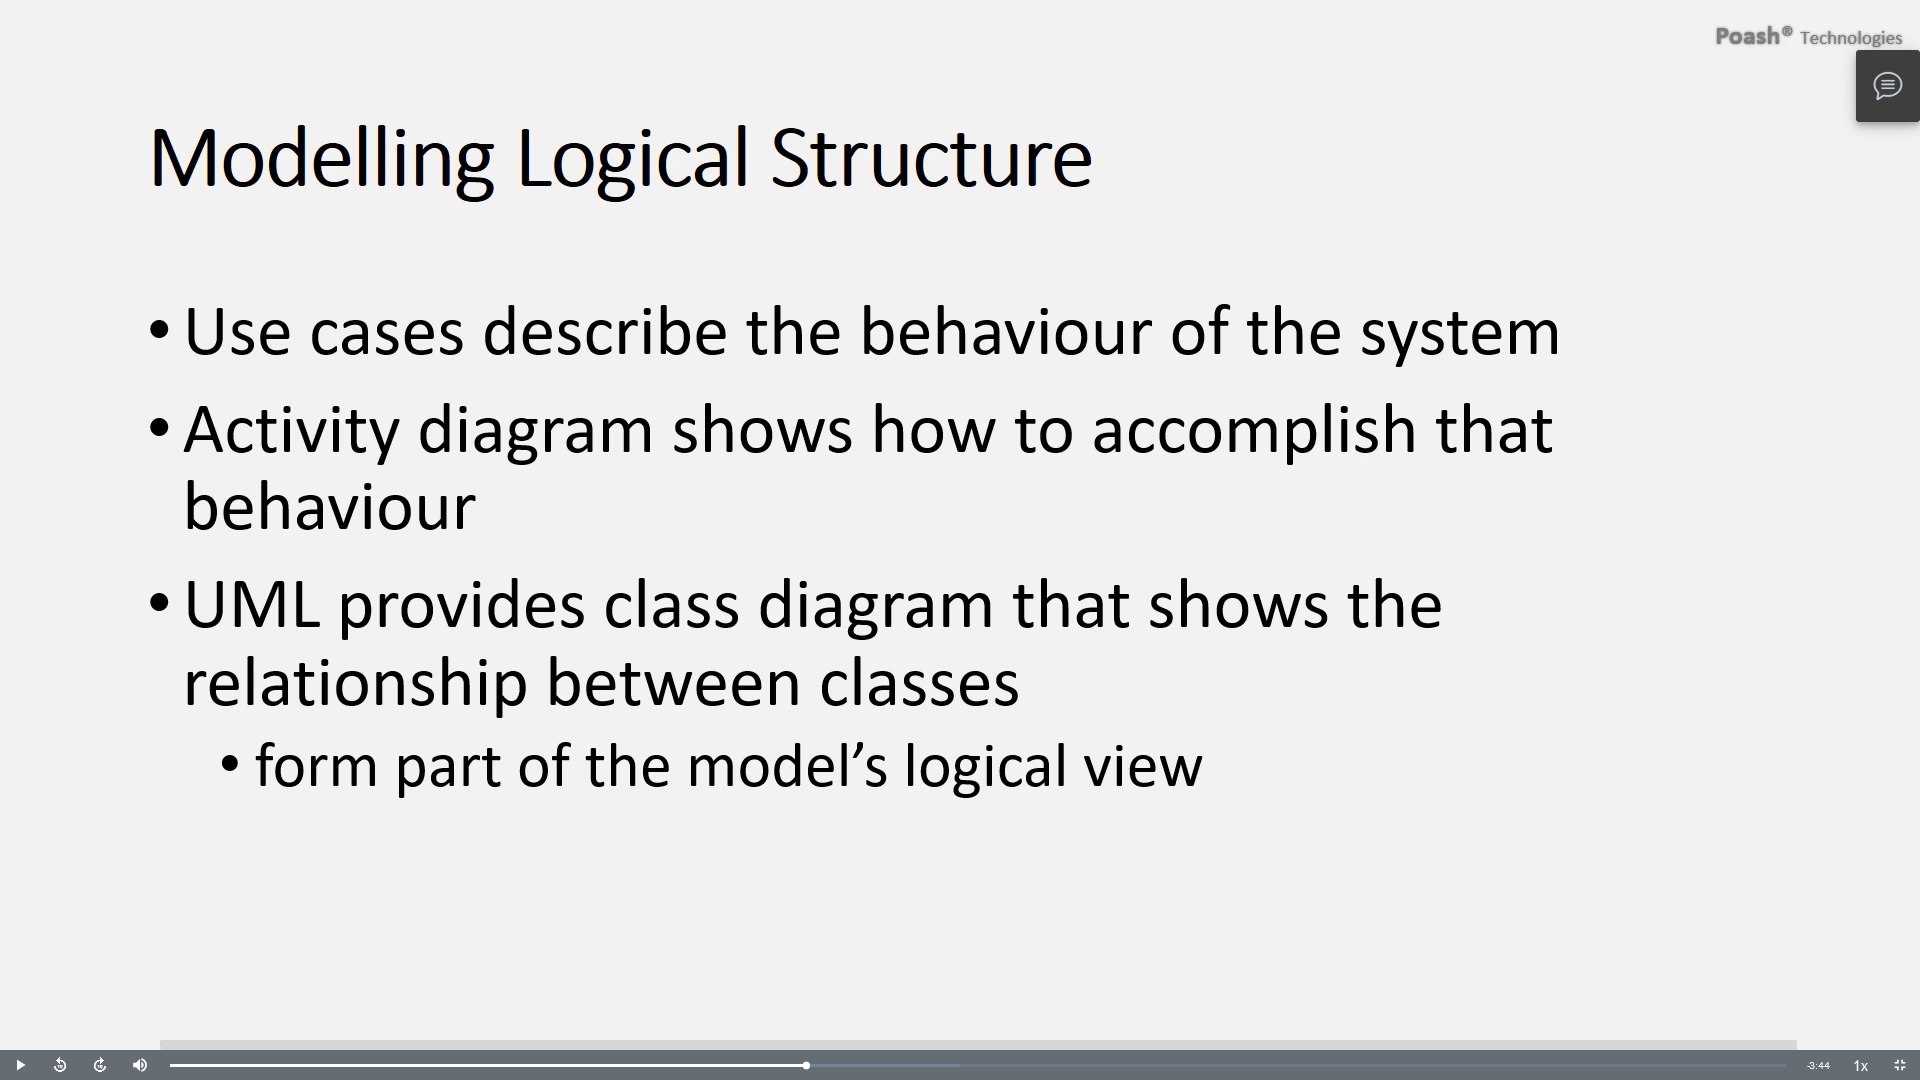 Poash® Technologies
Modelling Logical Structure
• Use cases describe the behaviour of the system
• Activity diagram shows how to accomplish that
behaviour
• UML provides class diagram that shows the
relationship between classes
• form part of the model’s logical view
-3:44 1x